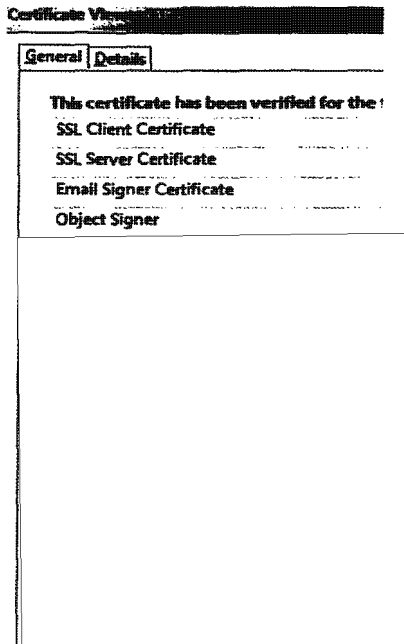 Certificate
General Details
This certificate has been verified for the
SSL Client Certificate
SSL Server Certificate
Email Signer Certificate
Object Signer